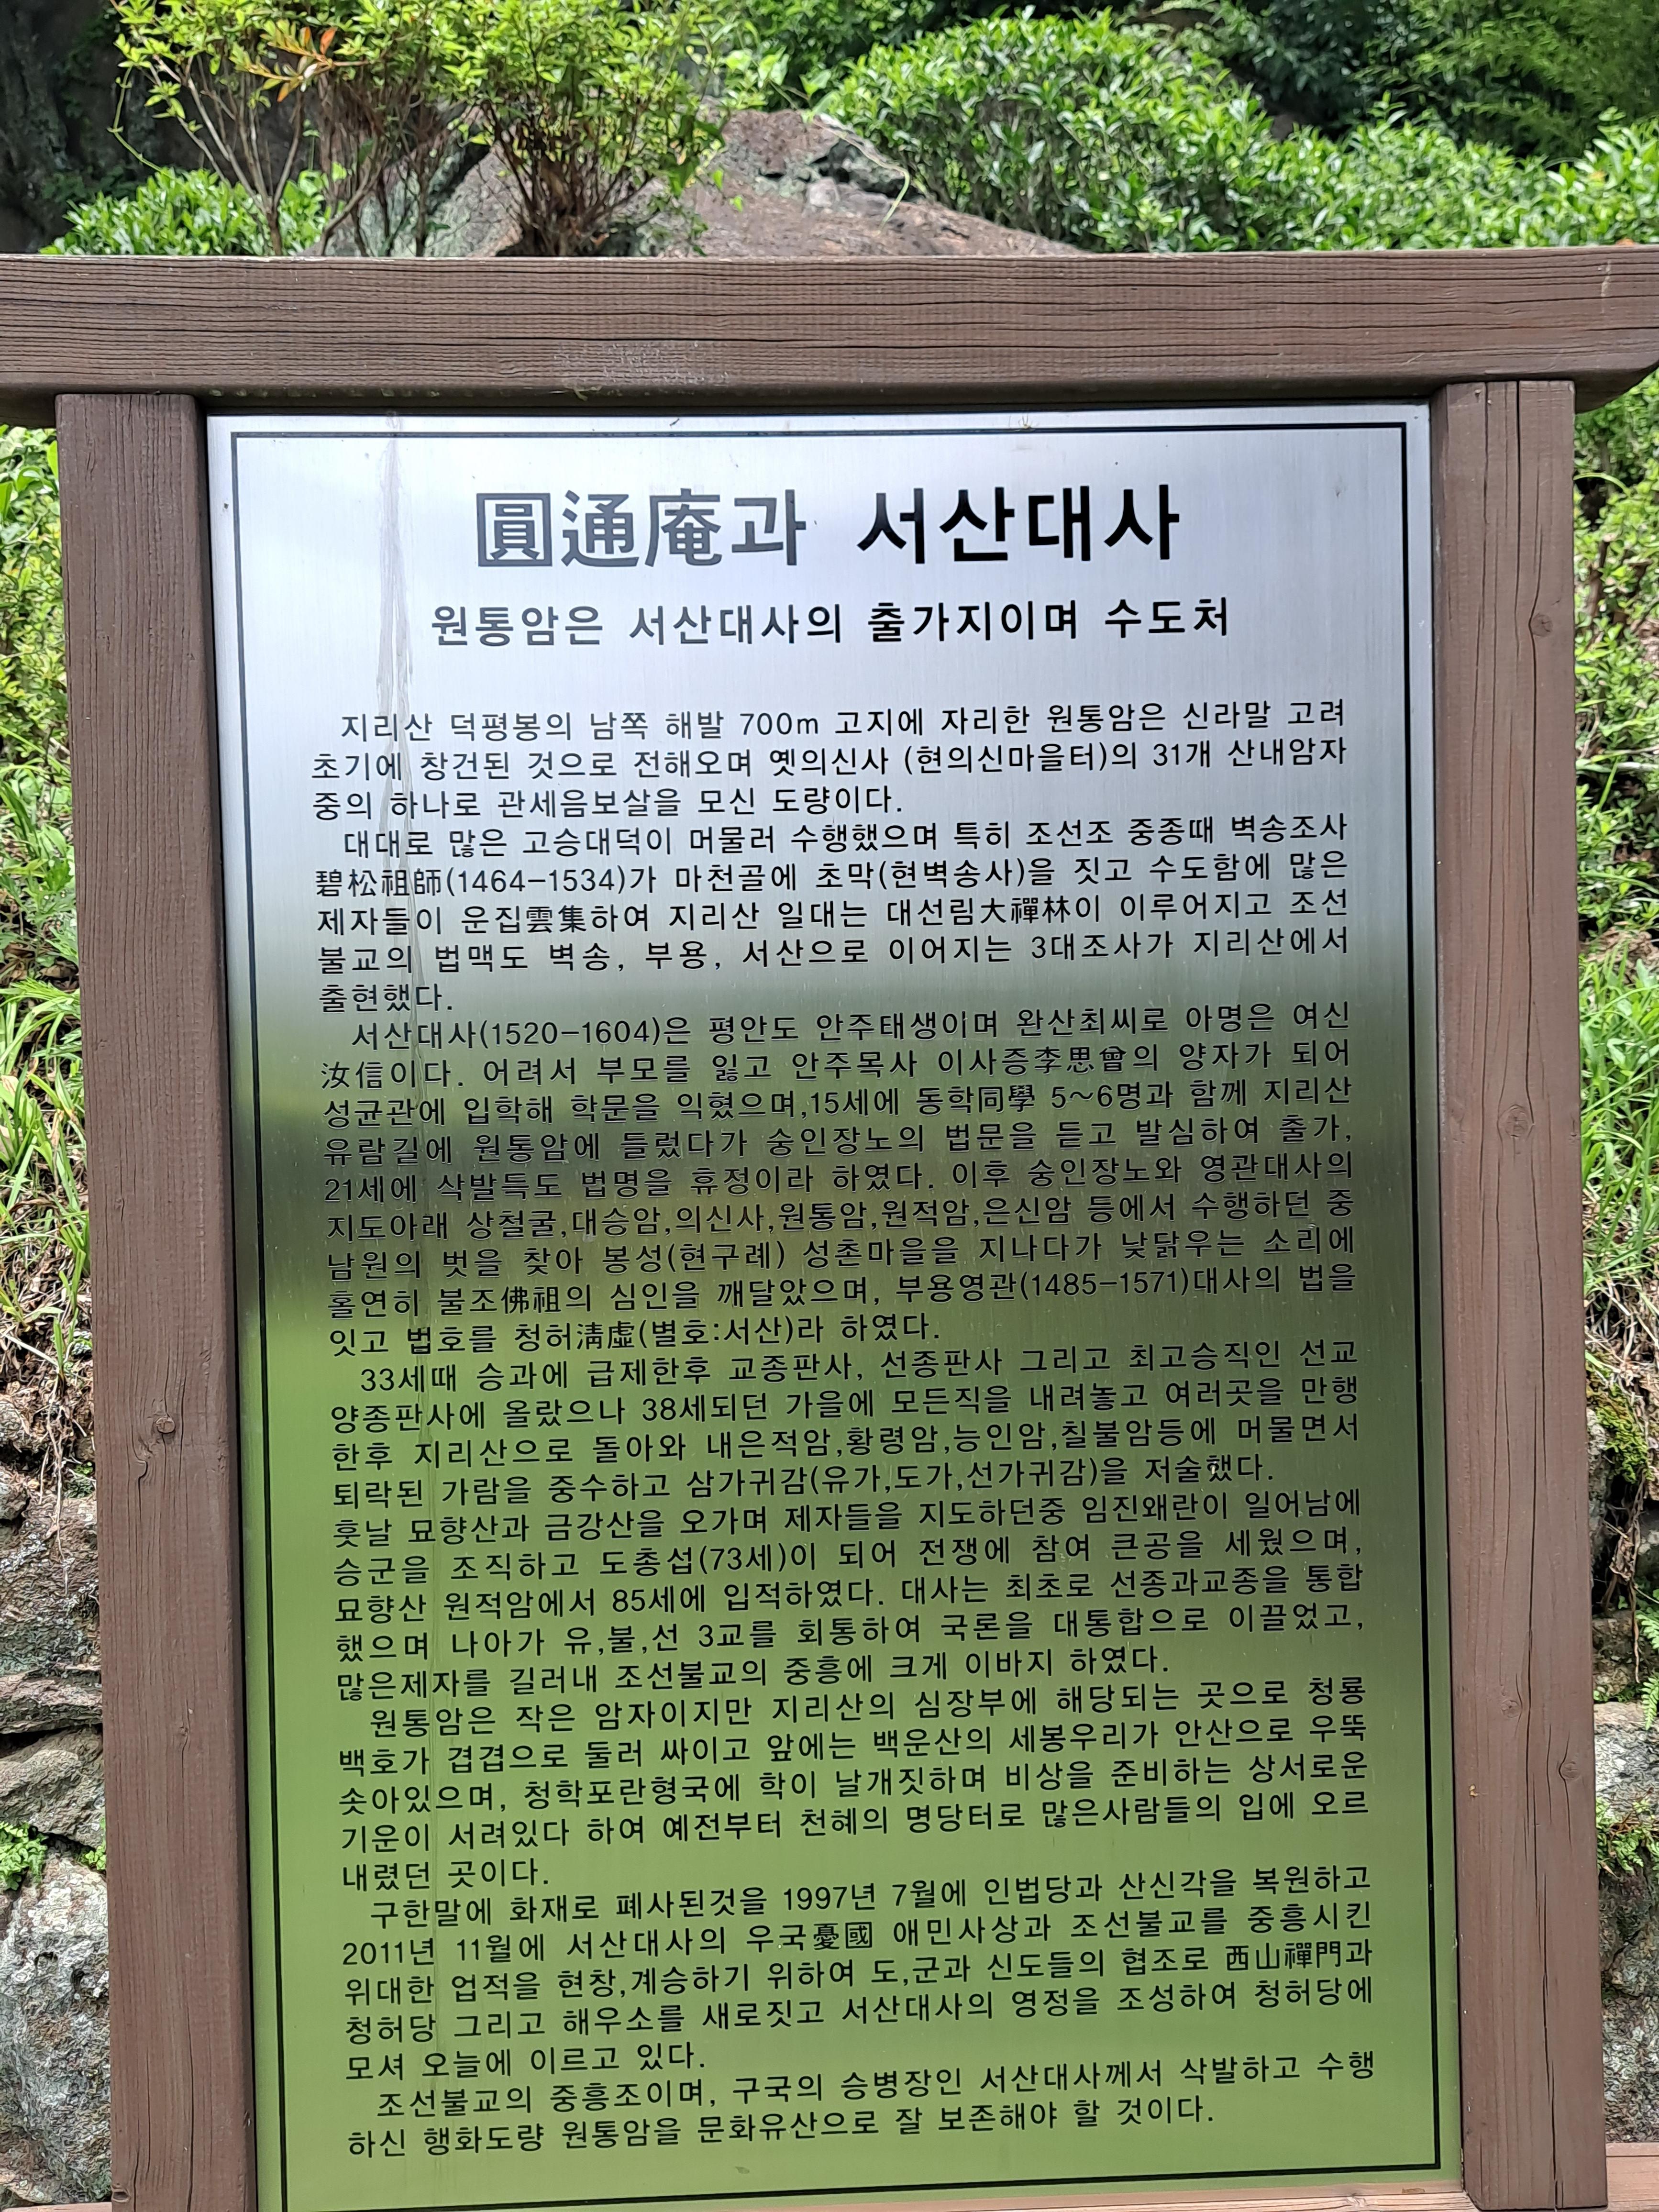 圓通庵과 서산대사
원통암은 서산대사의 출가지이며 수도처
지리산 덕평봉의 남쪽 해발 700m 고지에 자리한 원통암은 신라말 고려
초기에 창건된 것으로 전해오며 옛의신사 (현의신마을터)의 31개 산내암자
중의 하나로 관세음보살을 모신 도량이다.
대대로 많은 고승대덕이 머물러 수행했으며 특히 조선조 중종때 벽송조사
碧松祖師(1464-1534)가 마천골에 초막(현벽송사)을 짓고 수도함에 많은
제자들이 운집雲集하여 지리산 일대는 대선림大禪林이 이루어지고 조선
불교의 법맥도 벽송, 부용, 서산으로 이어지는 3대조사가 지리산에서
출현했다.
서산대사(1520-1604)은 평안도 안주태생이며 완산최씨로 아명은 여신
汝信이다. 어려서 부모를 잃고 안주목사 이사증李思曾의 양자가 되어
성균관에 입학해 학문을 익혔으며,15세에 동학同學 5~6명과 함께 지리산
유람길에 원통암에 들렀다가 숭인장노의 법문을 듣고 발심하여 출가,
21세에 삭발득도 법명을 휴정이라 하였다. 이후 숭인장노와 영관대사의
지도아래 상철굴,대승암,의신사,원통암,원적암,은신암 등에서 수행하던 중
남원의 벗을 찾아 봉성(현구례) 성촌마을을 지나다가 낮닭우는 소리에
홀연히 불조佛祖의 심인을 깨달았으며, 부용영관(1485-1571)대사의 법을
잇고 법호를 청허淸虛(별호:서산)라 하였다.
33세때 승과에 급제한후 교종판사, 선종판사 그리고 최고승직인 선교
양종판사에 올랐으나 38세되던 가을에 모든직을 내려놓고 여러곳을 만행
한후 지리산으로 돌아와 내은적암,황령암,능인암,칠불암등에 머물면서
퇴락된 가람을 중수하고 삼가귀감(유가,도가,선가귀감)을 저술했다.
훗날 묘향산과 금강산을 오가며 제자들을 지도하던중 임진왜란이 일어남에
승군을 조직하고 도총섭(73세)이 되어 전쟁에 참여 큰공을 세웠으며,
묘향산 원적암에서 85세에 입적하였다. 대사는 최초로 선종과교종을 통합
했으며 나아가 유,불,선 3교를 회통하여 국론을 대통합으로 이끌었고,
많은제자를 길러내 조선불교의 중흥에 크게 이바지 하였다.
원통암은 작은 암자이지만 지리산의 심장부에 해당되는 곳으로 청룡
백호가 겹겹으로 둘러 싸이고 앞에는 백운산의 세봉우리가 안산으로 우뚝
솟아있으며, 청학포란형국에 학이 날개짓하며 비상을 준비하는 상서로운
기운이 서려있다 하여 예전부터 천혜의 명당터로 많은사람들의 입에 오르
내렸던 곳이다.
구한말에 화재로 폐사된것을 1997년 7월에 인법당과 산신각을 복원하고
2011년 11월에 서산대사의 우국憂國 애민사상과 조선불교를 중흥시킨
위대한 업적을 현창,계승하기 위하여 도,군과 신도들의 협조로 西山禪門과
청허당 그리고 해우소를 새로짓고 서산대사의 영정을 조성하여 청허당에
모셔 오늘에 이르고 있다.
조선불교의 중흥조이며, 구국의 승병장인 서산대사께서 삭발하고 수행
하신 행화도량 원통암을 문화유산으로 잘 보존해야 할 것이다.